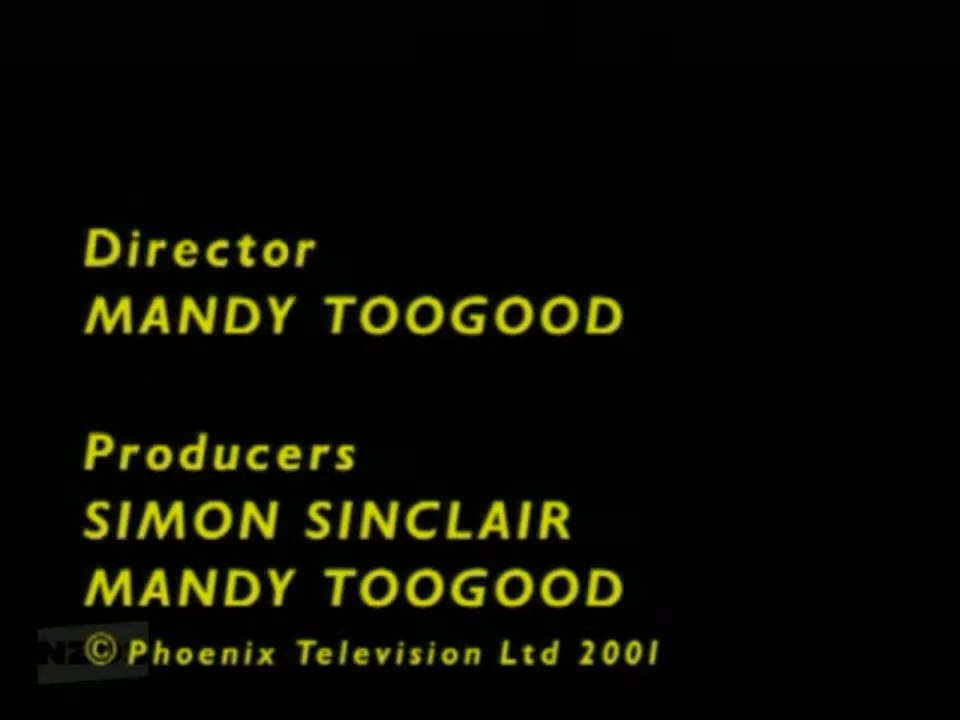 Director
MANDY TOOGOOD
Producers
SIMON SINCLAIR
MANDY TOOGOOD
© Phoenix Television Ltd 2001